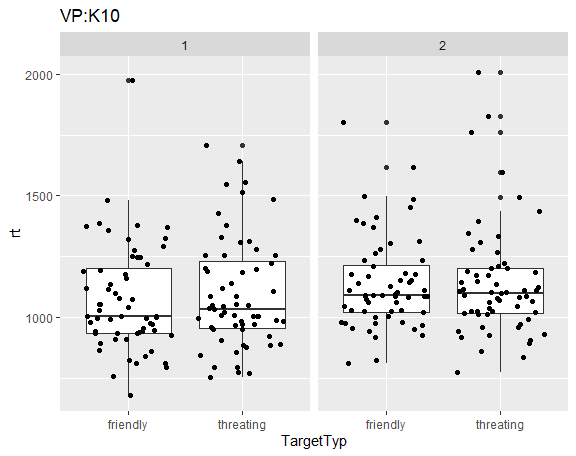 VP:K10
1
2
2000
1500
1000
rt
friendly
threating
friendly
threating
TargetTyp